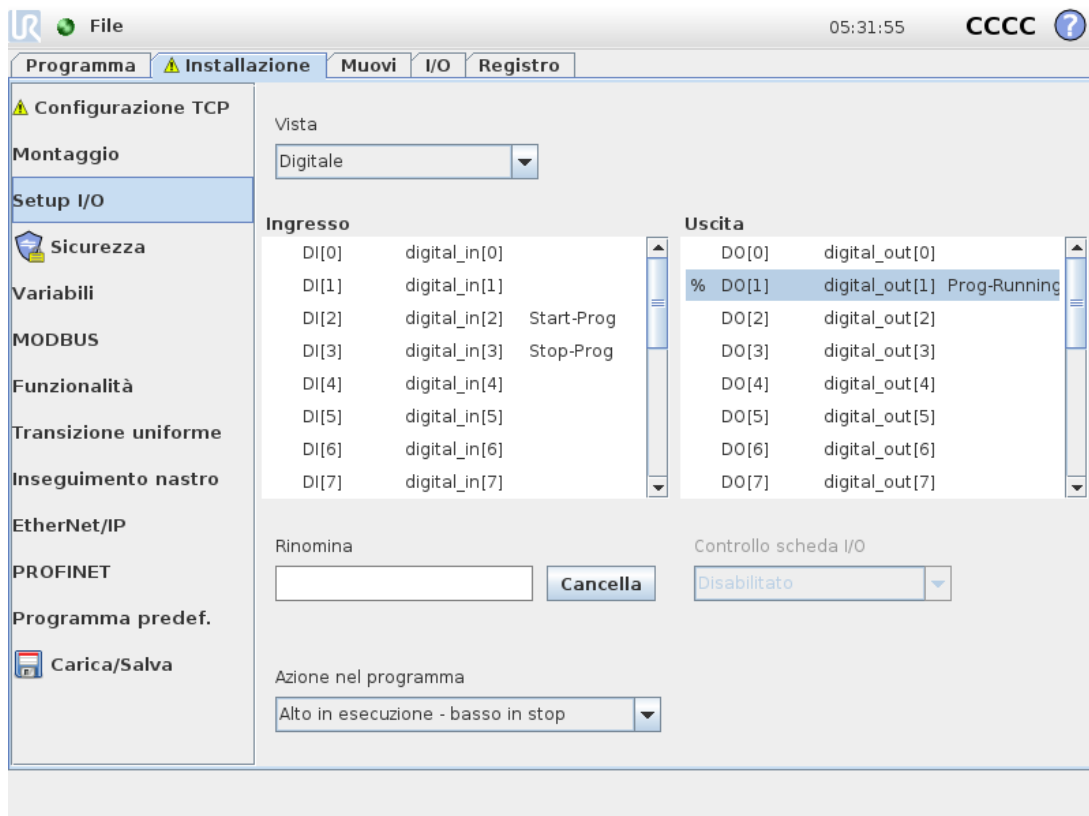 UR File 05:31:55 CCCC ?
Programma Installazione Muovi I/O Registro
Configurazione TCP
Montaggio
Setup I/O
Sicurezza
Variabili
MODBUS
Funzionalità
Transizione uniforme
Inseguimento nastro
EtherNet/IP
PROFINET
Programma predef.
Carica/Salva
Vista
Digitale
Ingresso
DI[0] digital_in[0]
DI[1] digital_in[1]
DI[2] digital_in[2] Start-Prog
DI[3] digital_in[3] Stop-Prog
DI[4] digital_in[4]
DI[5] digital_in[5]
DI[6] digital_in[6]
DI[7] digital_in[7]
Uscita
DO[0] digital_out[0]
% DO[1] digital_out[1] Prog-Running
DO[2] digital_out[2]
DO[3] digital_out[3]
DO[4] digital_out[4]
DO[5] digital_out[5]
DO[6] digital_out[6]
DO[7] digital_out[7]
Rinomina
Cancella
Controllo scheda I/O
Disabilitato
Azione nel programma
Alto in esecuzione - basso in stop